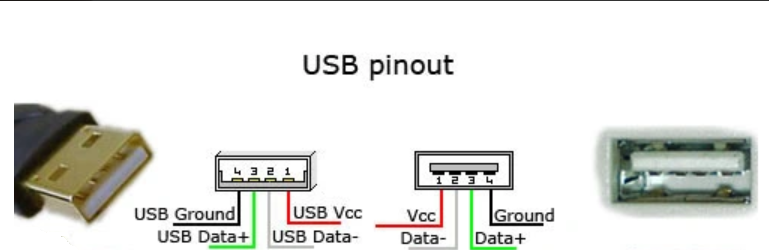 USB pinout
4 3 2 1
1 2 3 4
USB Ground USB Vcc Vcc Ground
USB Data+ USB Data- Data- Data+